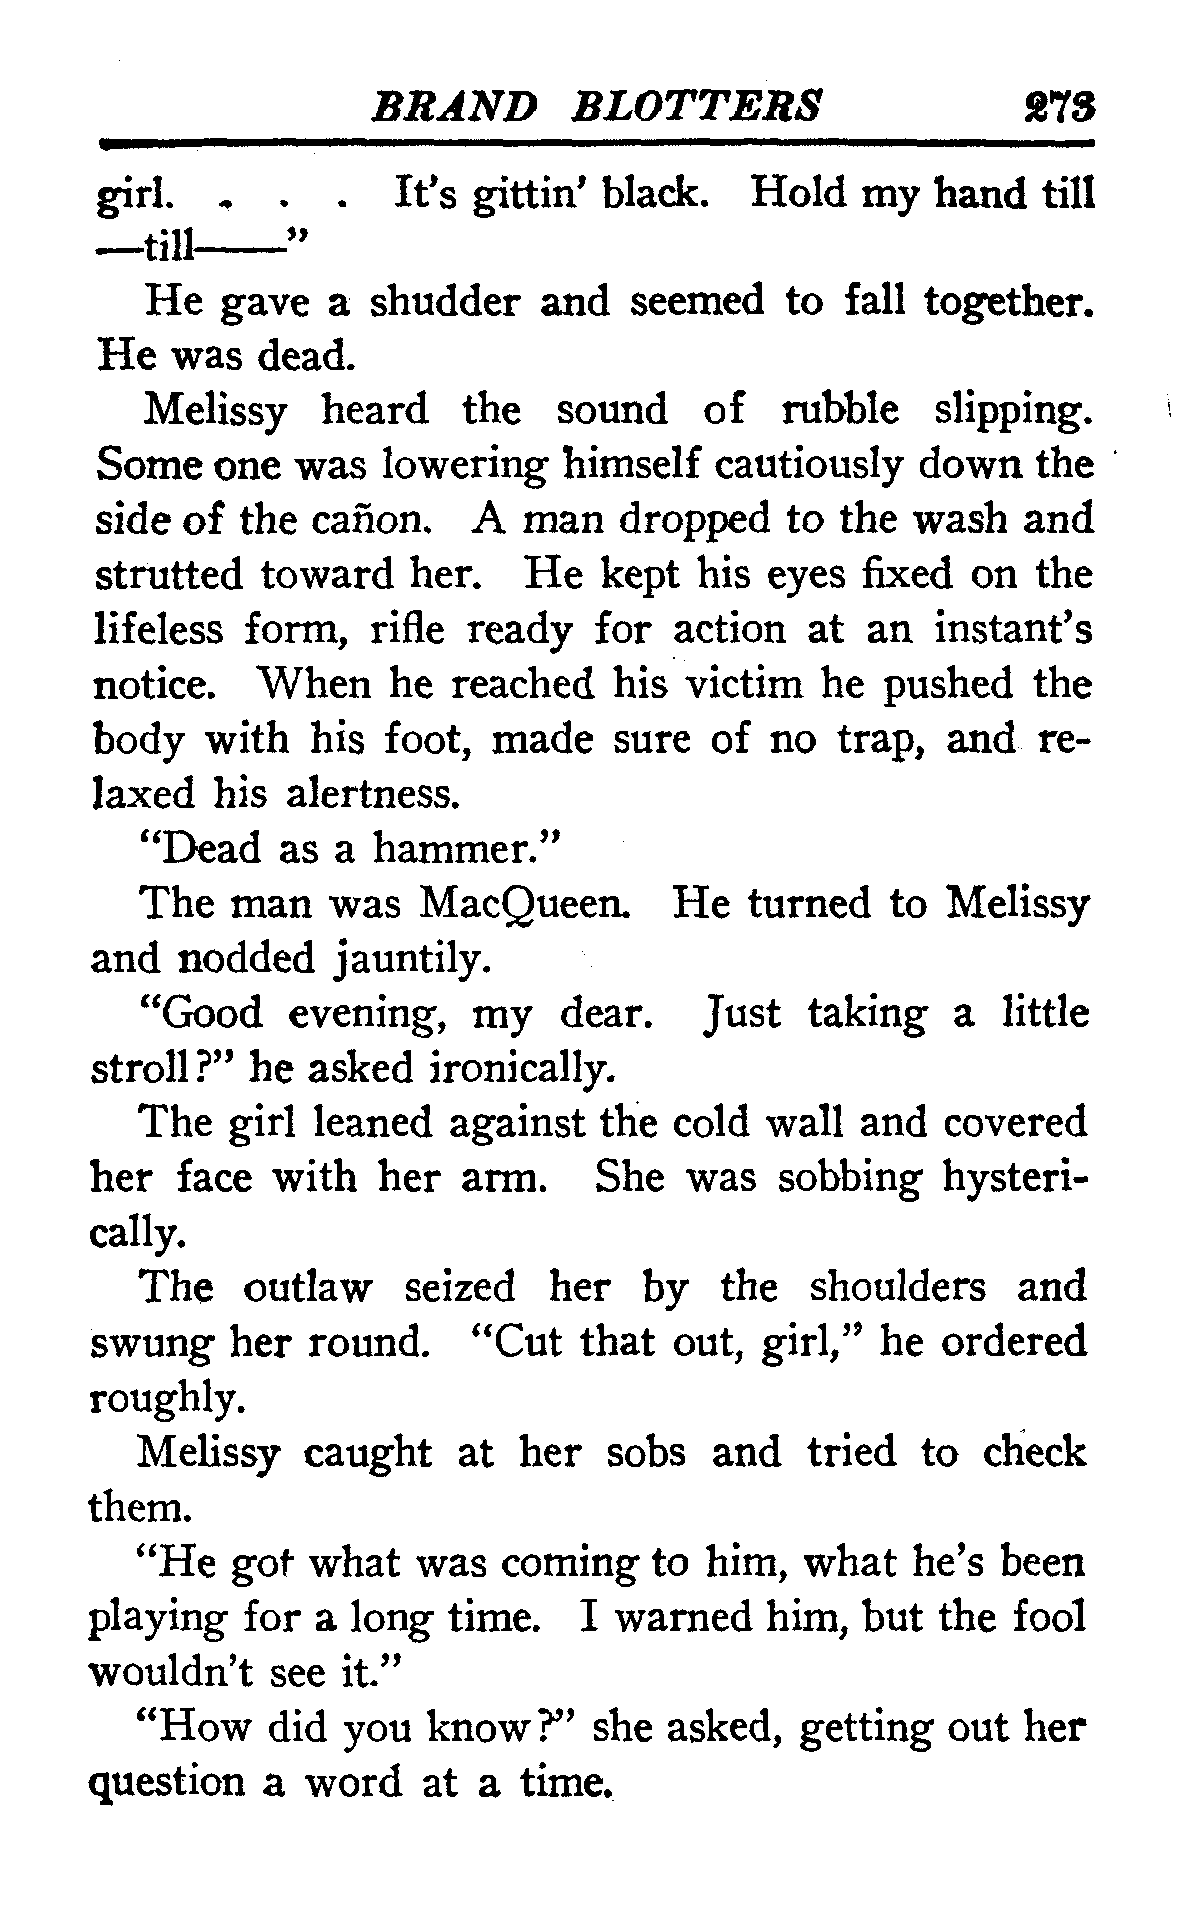 BRAND BLOTTERS 273
girl. . . . It's gittin' black. Hold my hand till
—till——"
He gave a shudder and seemed to fall together.
He was dead.
Melissy heard the sound of rubble slipping.
Some one was lowering himself cautiously down the
side of the cañon. A man dropped to the wash and
strutted toward her. He kept his eyes fixed on the
lifeless form, rifle ready for action at an instant's
notice. When he reached his victim he pushed the
body with his foot, made sure of no trap, and re-
laxed his alertness.
"Dead as a hammer."
The man was MacQueen. He turned to Melissy
and nodded jauntily.
"Good evening, my dear. Just taking a little
stroll?" he asked ironically.
The girl leaned against the cold wall and covered
her face with her arm. She was sobbing hysteri-
cally.
The outlaw seized her by the shoulders and
swung her round. "Cut that out, girl," he ordered
roughly.
Melissy caught at her sobs and tried to check
them.
"He got what was coming to him, what he's been
playing for a long time. I warned him, but the fool
wouldn't see it."
"How did you know?" she asked, getting out her
question a word at a time.